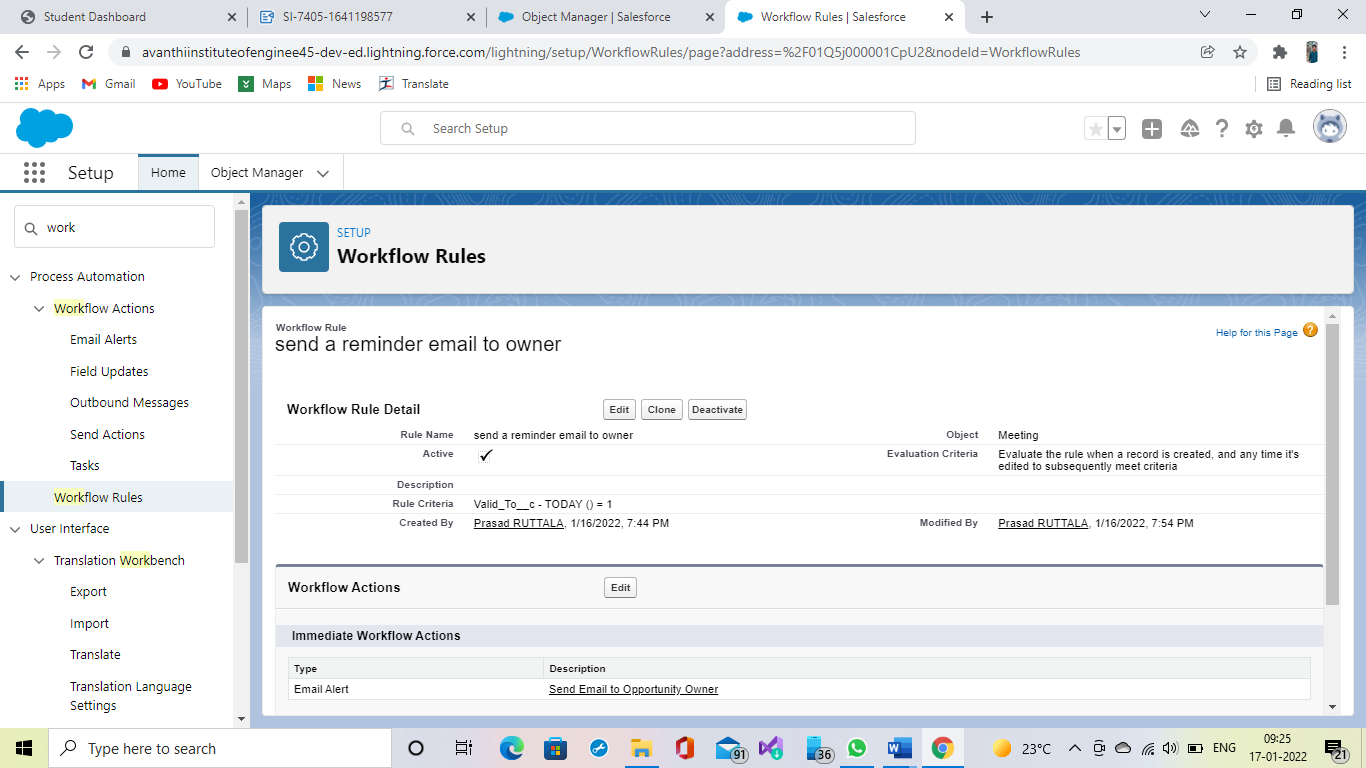 Student Dashboard
SI-7405-1641198577
Object Manager | Salesforce
Workflow Rules | Salesforce
avanthiinstituteofenginee45-dev-ed.lightning.force.com/lightning/setup/WorkflowRules/page?address=%2F01Q5j000001CpU2&nodeId=WorkflowRules
Apps Gmail YouTube Maps News Translate Reading list
Search Setup
Setup Home Object Manager
work
Process Automation
Workflow Actions
Email Alerts
Field Updates
Outbound Messages
Send Actions
Tasks
Workflow Rules
User Interface
Translation Workbench
Export
Import
Translate
Translation Language
Settings
SETUP
Workflow Rules
Workflow Rule
send a reminder email to owner
Help for this Page ?
Workflow Rule Detail Edit Clone Deactivate
Rule Name send a reminder email to owner Object Meeting
Active Evaluation Criteria Evaluate the rule when a record is created, and any time it's
edited to subsequently meet criteria
Description
Rule Criteria Valid_To__c - TODAY () = 1
Created By Prasad RUTTALA, 1/16/2022, 7:44 PM Modified By Prasad RUTTALA, 1/16/2022, 7:54 PM
Workflow Actions Edit
Immediate Workflow Actions
Type Description
Email Alert Send Email to Opportunity Owner
Type here to search
91
36
23°C
ENG
09:25
17-01-2022
21